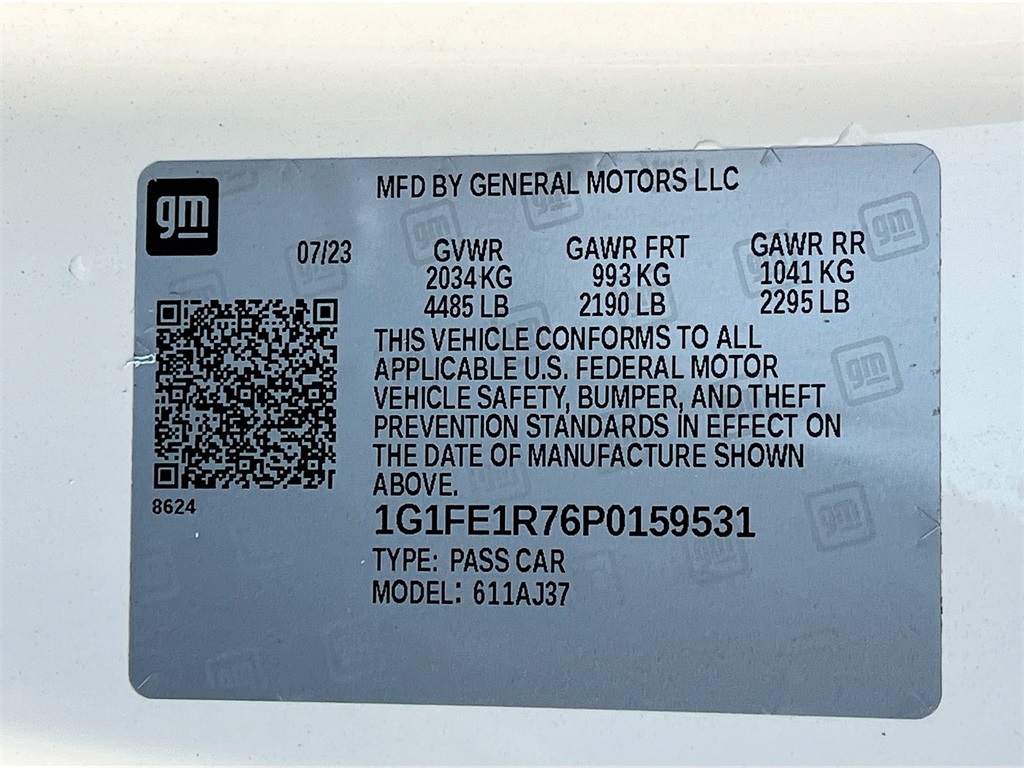 gm
MFD BY GENERAL MOTORS LLC
07/23 GVWR GAWR FRT GAWR RR
2034 KG 993 KG 1041 KG
4485 LB 2190 LB 2295 LB
THIS VEHICLE CONFORMS TO ALL
APPLICABLE U.S. FEDERAL MOTOR
VEHICLE SAFETY, BUMPER, AND THEFT
PREVENTION STANDARDS IN EFFECT ON
THE DATE OF MANUFACTURE SHOWN
ABOVE.
8624
1G1FE1R76P0159531
TYPE: PASS CAR
MODEL: 611AJ37